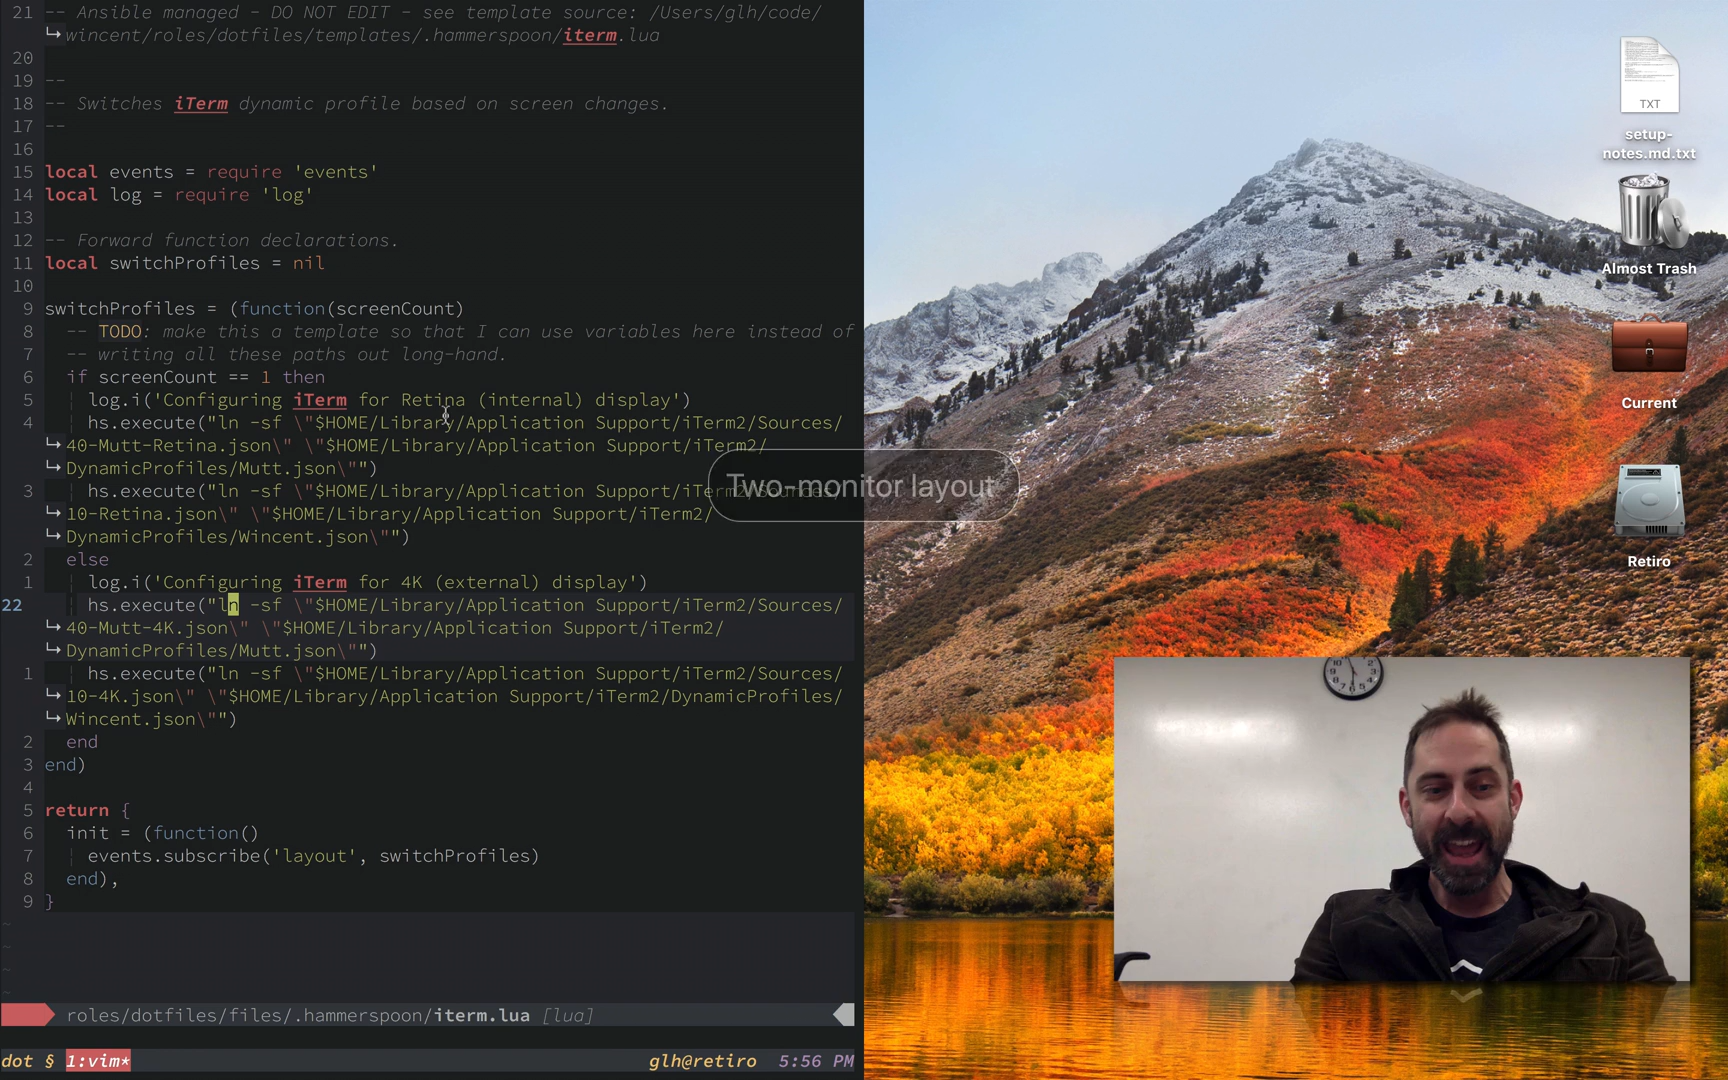 21 -- Ansible managed - DO NOT EDIT - see template source: /Users/glh/code/
↪wincent/roles/dotfiles/templates/.hammerspoon/iterm.lua
20
19 --
18 -- Switches iTerm dynamic profile based on screen changes.
17 --
16
15 local events = require 'events'
14 local log = require 'log'
13
12 -- Forward function declarations.
11 local switchProfiles = nil
10
9 switchProfiles = (function(screenCount)
8 -- TODO: make this a template so that I can use variables here instead of
7 -- writing all these paths out long-hand.
6 if screenCount == 1 then
5 log.i('Configuring iTerm for Retina (internal) display')
4 hs.execute("ln -sf \"$HOME/Library/Application Support/iTerm2/Sources/
↪40-Mutt-Retina.json\" \"$HOME/Library/Application Support/iTerm2/
↪DynamicProfiles/Mutt.json\"")
3 hs.execute("ln -sf \"$HOME/Library/Application Support/iTerm2/Sources/
↪10-Retina.json\" \"$HOME/Library/Application Support/iTerm2/
↪DynamicProfiles/Wincent.json\"")
2 else
1 log.i('Configuring iTerm for 4K (external) display')
22 hs.execute("ln -sf \"$HOME/Library/Application Support/iTerm2/Sources/
↪40-Mutt-4K.json\" \"$HOME/Library/Application Support/iTerm2/
↪DynamicProfiles/Mutt.json\"")
1 hs.execute("ln -sf \"$HOME/Library/Application Support/iTerm2/Sources/
↪10-4K.json\" \"$HOME/Library/Application Support/iTerm2/DynamicProfiles/
↪Wincent.json\"")
2 end
3 end)
4
5 return {
6 init = (function()
7 events.subscribe('layout', switchProfiles)
8 end),
9 }
~
~
~
~
roles/dotfiles/files/.hammerspoon/iterm.lua [lua]
dot § 1:vim* glh@retiro 5:56 PM
Two-monitor layout
TXT
setup-
notes.md.txt
Almost Trash
Current
Retiro